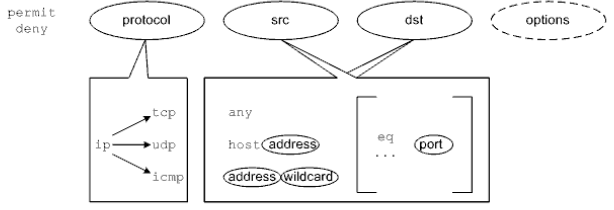 permit
deny
protocol
src
dst
options
ip
tcp
udp
icmp
any
host address
address wildcard
eq
...
port